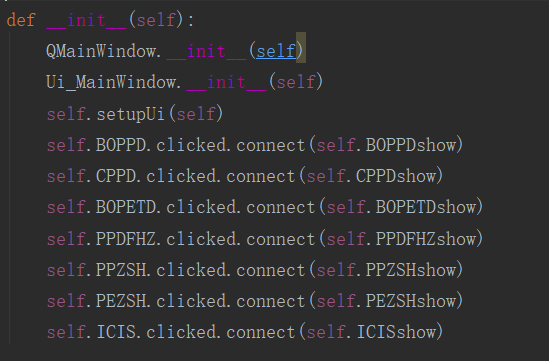 def __init__(self):
QMainWindow.__init__(self)
Ui_MainWindow.__init__(self)
self.setupUi(self)
self.BOPPD.clicked.connect(self.BOPPDshow)
self.CPPD.clicked.connect(self.CPPDshow)
self.BOPETD.clicked.connect(self.BOPETDshow)
self.PPDFHZ.clicked.connect(self.PPDFHZshow)
self.PPZSH.clicked.connect(self.PPZSHshow)
self.PEZSH.clicked.connect(self.PEZSHshow)
self.ICIS.clicked.connect(self.ICISshow)